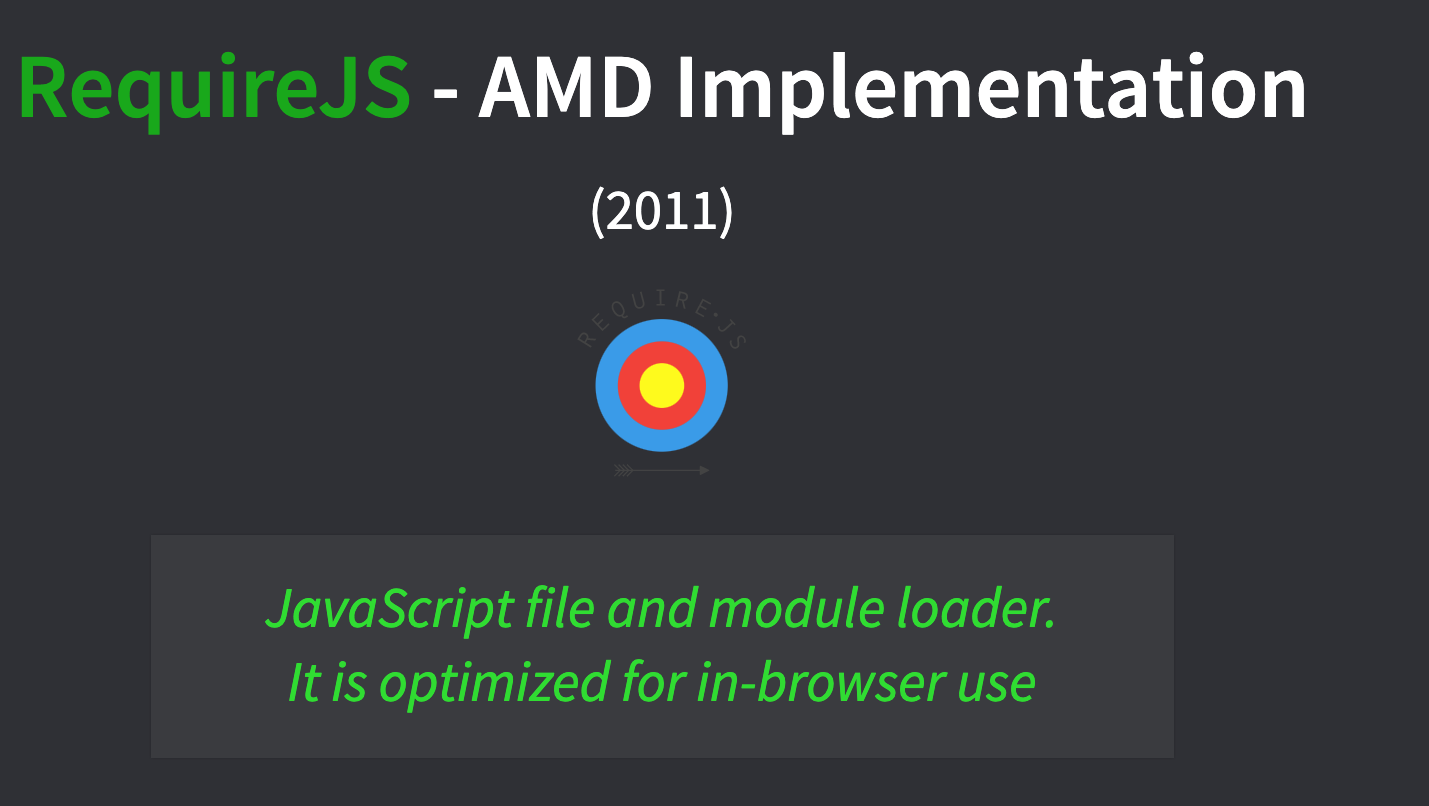 RequireJS - AMD Implementation
(2011)
REQUIRE•JS
JavaScript file and module loader.
It is optimized for in-browser use